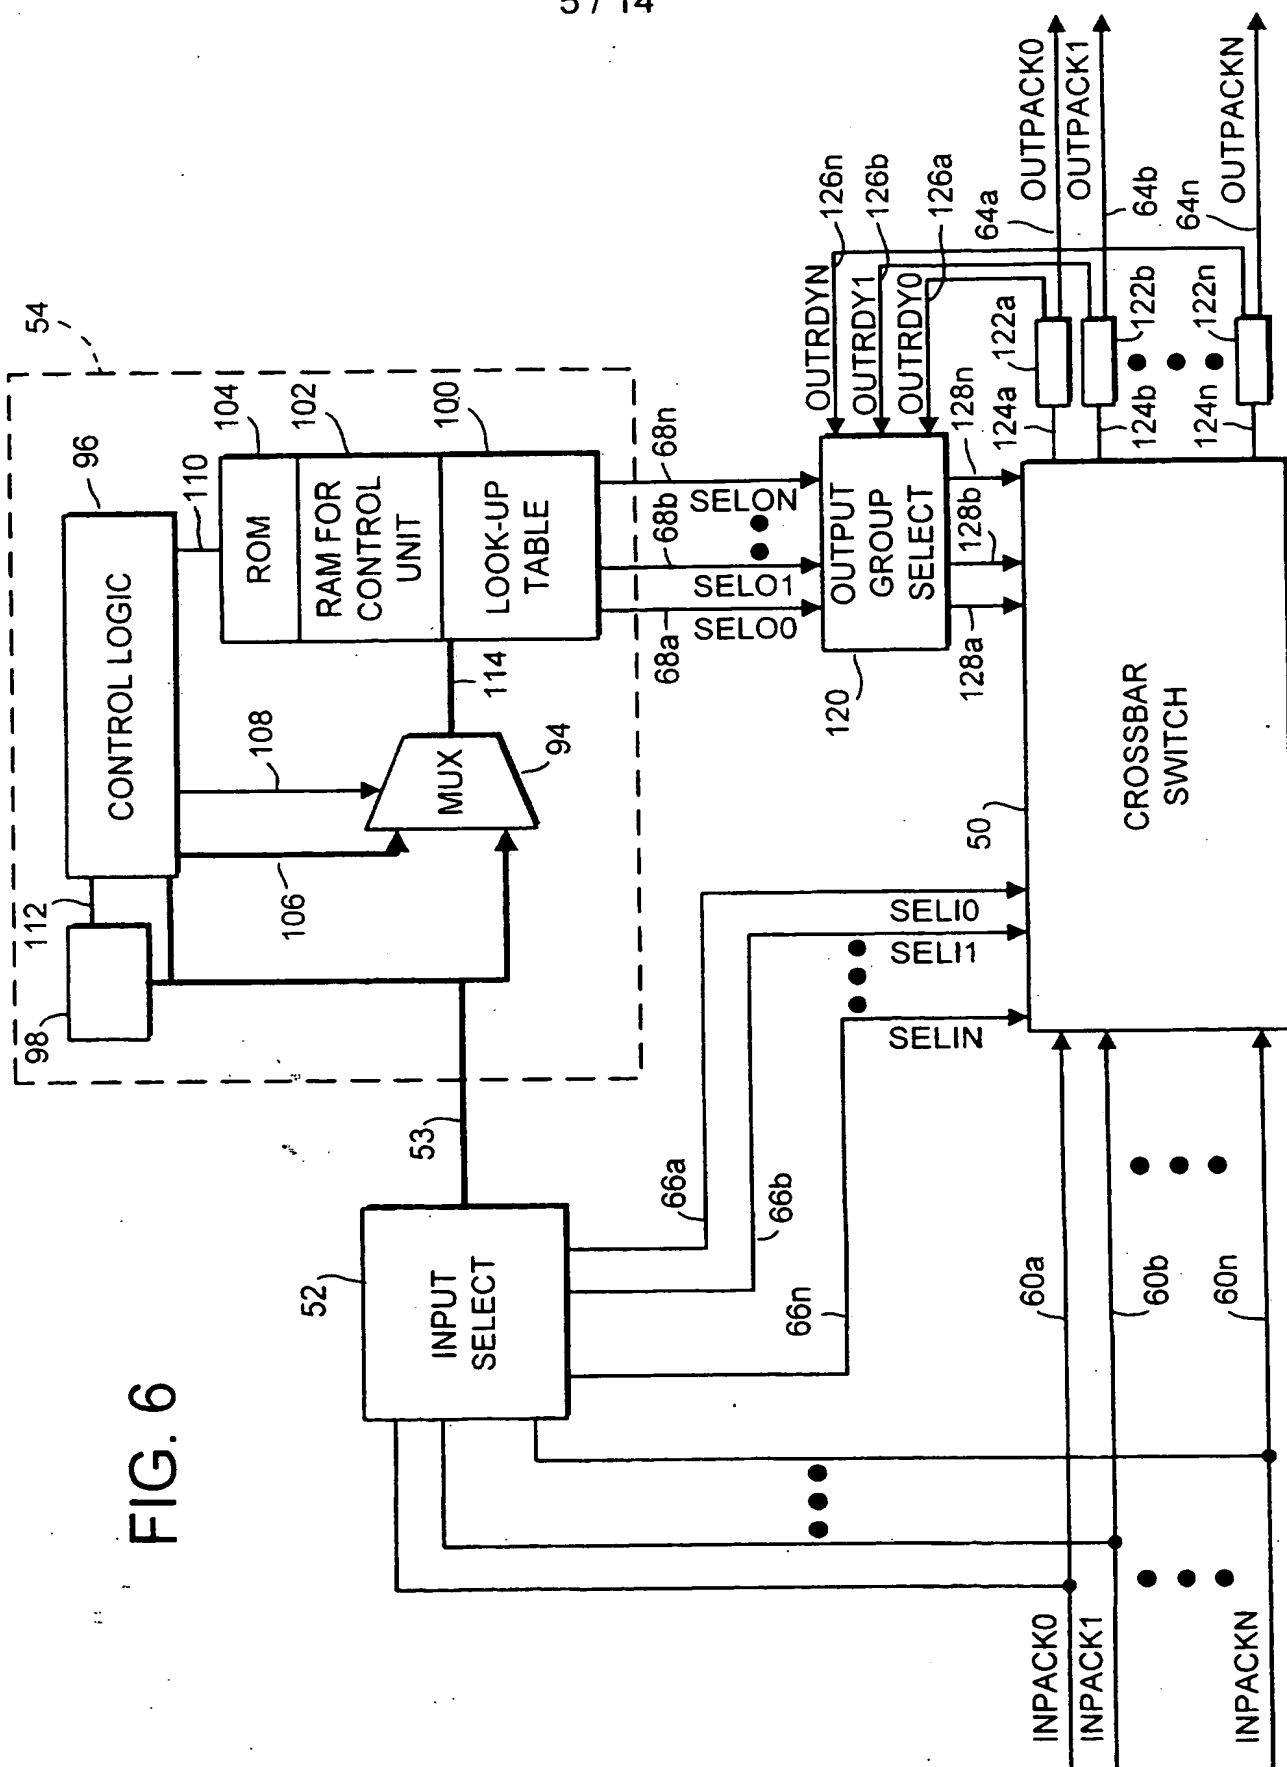 5 / 14
FIG. 6
54
96
CONTROL LOGIC
112
98
110
104
ROM
102
RAM FOR
CONTROL
UNIT
100
LOOK-UP
TABLE
106
108
MUX
94
114
53
52
INPUT
SELECT
66a
66b
66n
68a
SELO0
68b
SELO1
68n
SELON
120
OUTPUT
GROUP
SELECT
OUTRDYN
OUTRDY1
OUTRDY0
126n
126b
126a
128a
128b
128n
SELI0
SELI1
SELIN
50
CROSSBAR
SWITCH
124a
124b
124n
122a
122b
122n
64a
64b
64n
OUTPACK0
OUTPACK1
OUTPACKN
60a
60b
60n
INPACK0
INPACK1
INPACKN